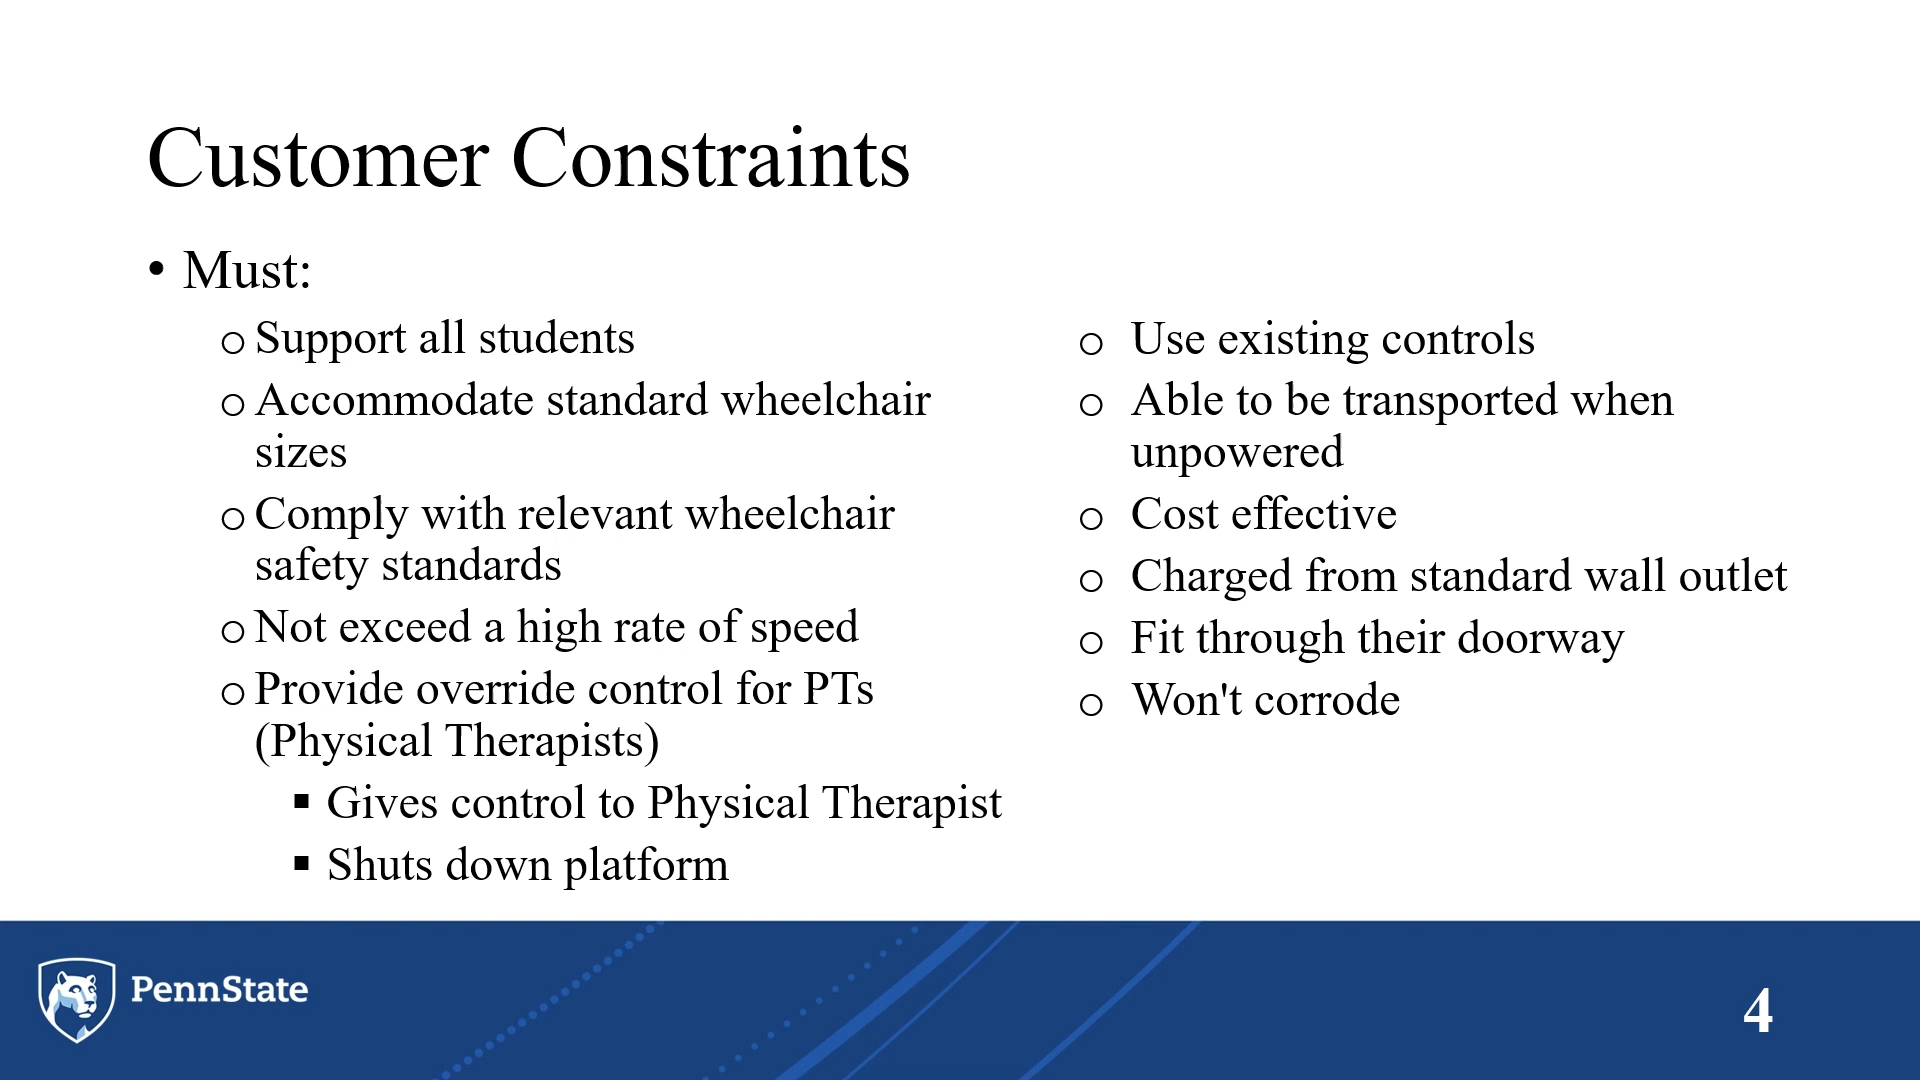 Customer Constraints
• Must:
o Support all students
o Accommodate standard wheelchair
sizes
o Comply with relevant wheelchair
safety standards
o Not exceed a high rate of speed
o Provide override control for PTs
(Physical Therapists)
▪ Gives control to Physical Therapist
▪ Shuts down platform
o Use existing controls
o Able to be transported when
unpowered
o Cost effective
o Charged from standard wall outlet
o Fit through their doorway
o Won't corrode
PennState
4